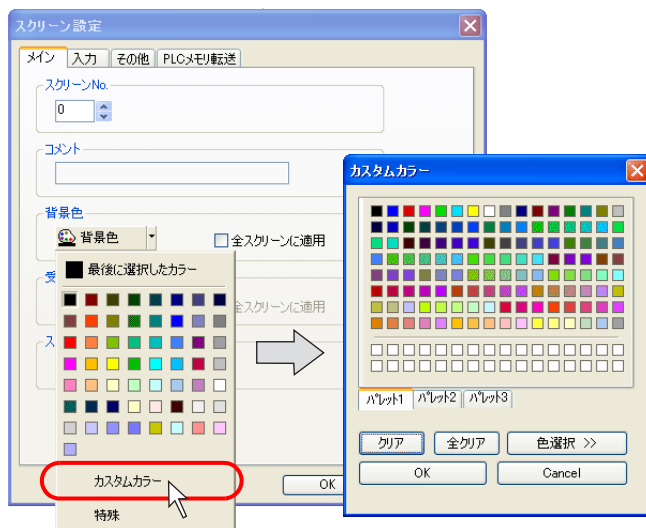 スクリーン設定
メイン 入力 その他 PLCメモリ転送
スクリーンNo.
0
コメント
背景色
背景色
全スクリーンに適用
最後に選択したカラー
受
全スクリーンに適用
ス
カスタムカラー
特殊
OK
カスタムカラー
パレット1 パレット2 パレット3
クリア 全クリア 色選択 >>
OK Cancel